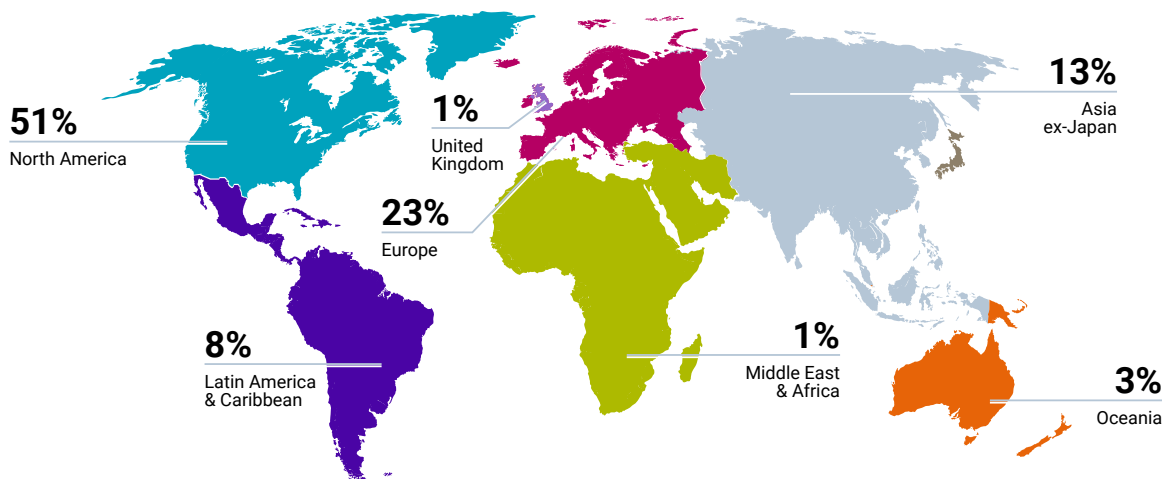 51%
North America
1%
United
Kingdom
23%
Europe
8%
Latin America
& Caribbean
1%
Middle East
& Africa
13%
Asia
ex-Japan
3%
Oceania